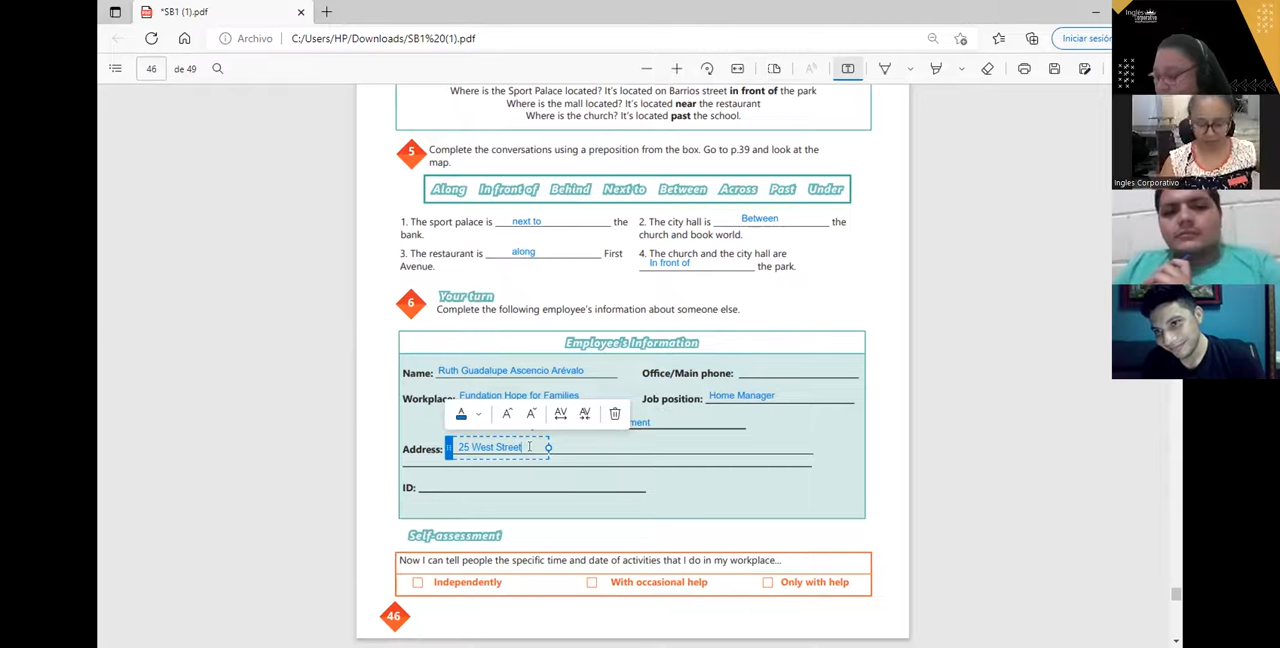 *SB1 (1).pdf
Archivo C:/Users/HP/Downloads/SB1%20(1).pdf
Iniciar sesión
Inglés
Corporativo
46 de 49
Where is the Sport Palace located? It's located on Barrios street in front of the park
Where is the mall located? It's located near the restaurant
Where is the church? It's located past the school.
5 Complete the conversations using a preposition from the box. Go to p.39 and look at the
map.
Along In front of Behind Next to Between Across Past Under
1. The sport palace is next to the
bank.
2. The city hall is Between the
church and book world.
3. The restaurant is along First
Avenue.
4. The church and the city hall are
In front of the park.
6 Your turn
Complete the following employee's information about someone else.
Employee's Information
Name: Ruth Guadalupe Ascencio Arévalo Office/Main phone:
Workplace: Fundation Hope for Families Job position: Home Manager
ment
Address: 25 West Street
ID:
Self-assessment
Now I can tell people the specific time and date of activities that I do in my workplace...
Independently With occasional help Only with help
46
Ingles Corporativo